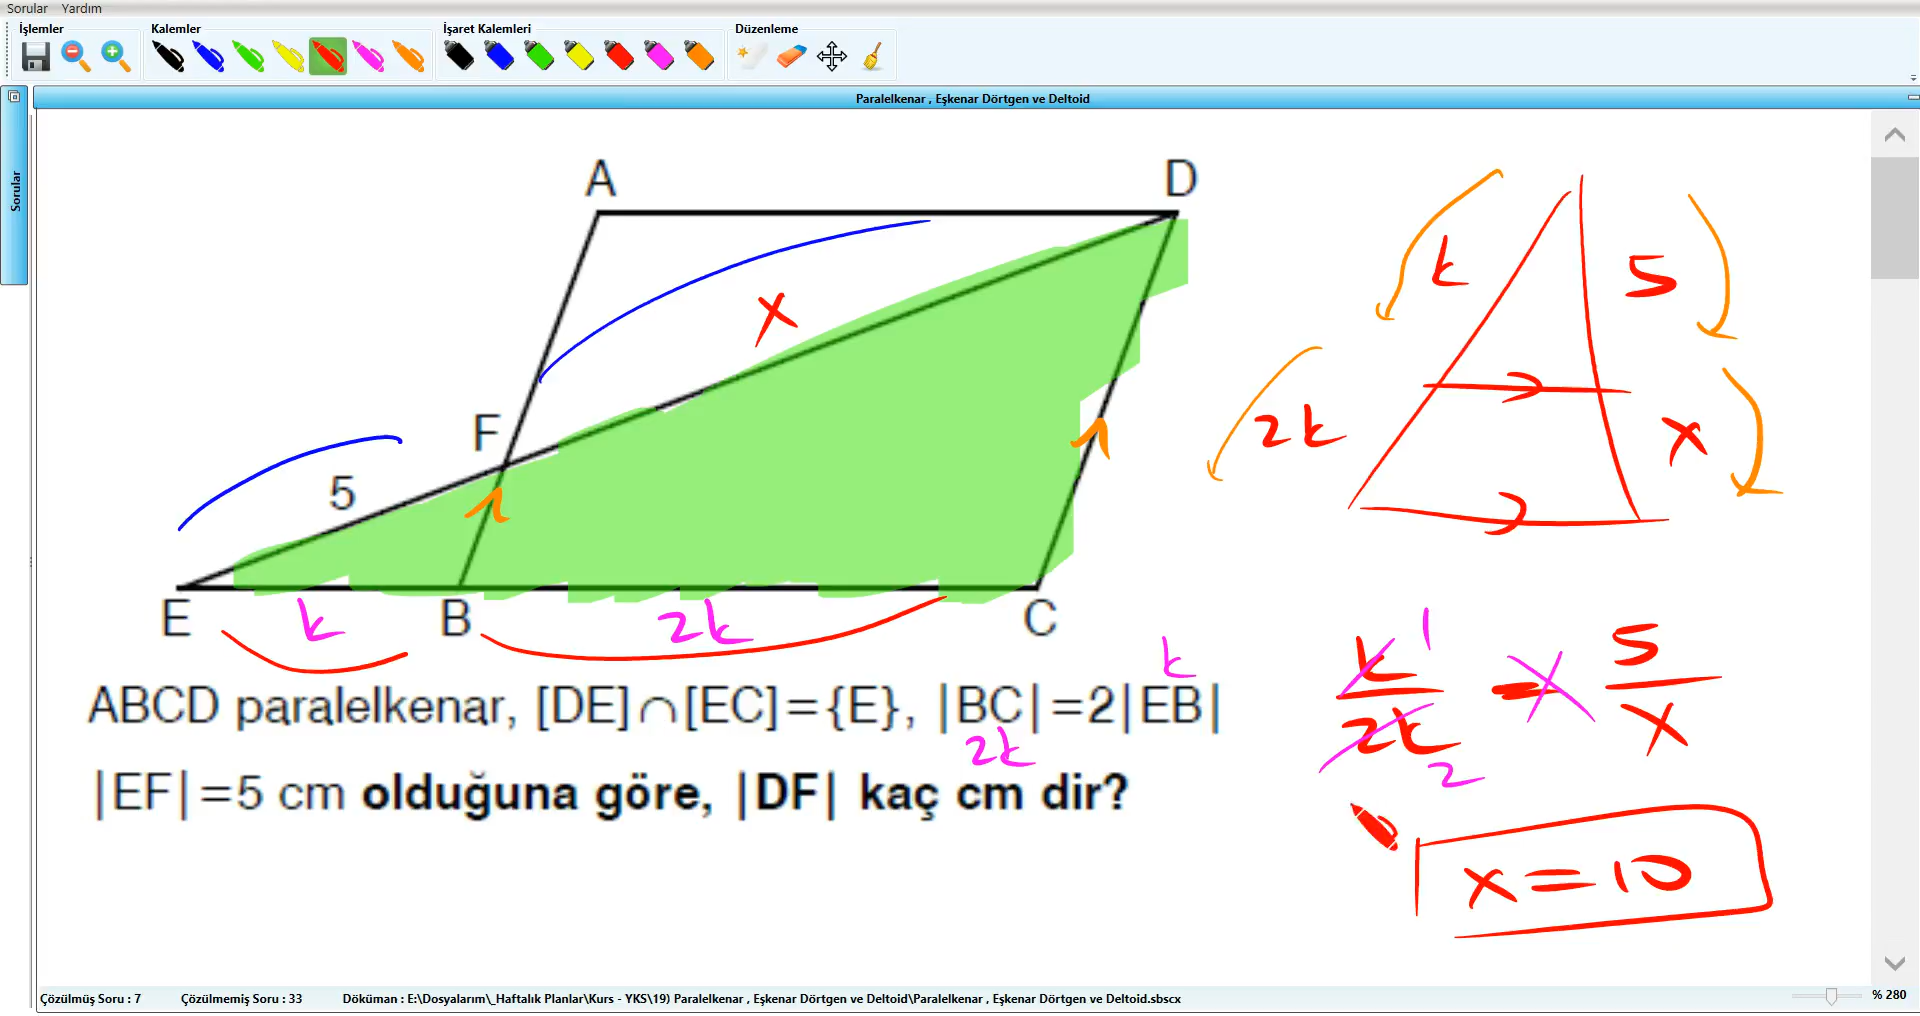 Sorular Yardım
İşlemler Kalemler İşaret Kalemleri Düzenleme
Paralelkenar , Eşkenar Dörtgen ve Deltoid
Sorular
A D
k 5
x
F
2k x
5
E k B 2k C
k 1 5
2k = x
2
k
ABCD paralelkenar, [DE]∩[EC]={E}, |BC|=2|EB|
2k
|EF|=5 cm olduğuna göre, |DF| kaç cm dir?
x=10
Çözülmüş Soru : 7 Çözülmemiş Soru : 33 Döküman : E:\Dosyalarım\_Haftalık Planlar\Kurs - YKS\19) Paralelkenar , Eşkenar Dörtgen ve Deltoid\Paralelkenar , Eşkenar Dörtgen ve Deltoid.sbscx % 280